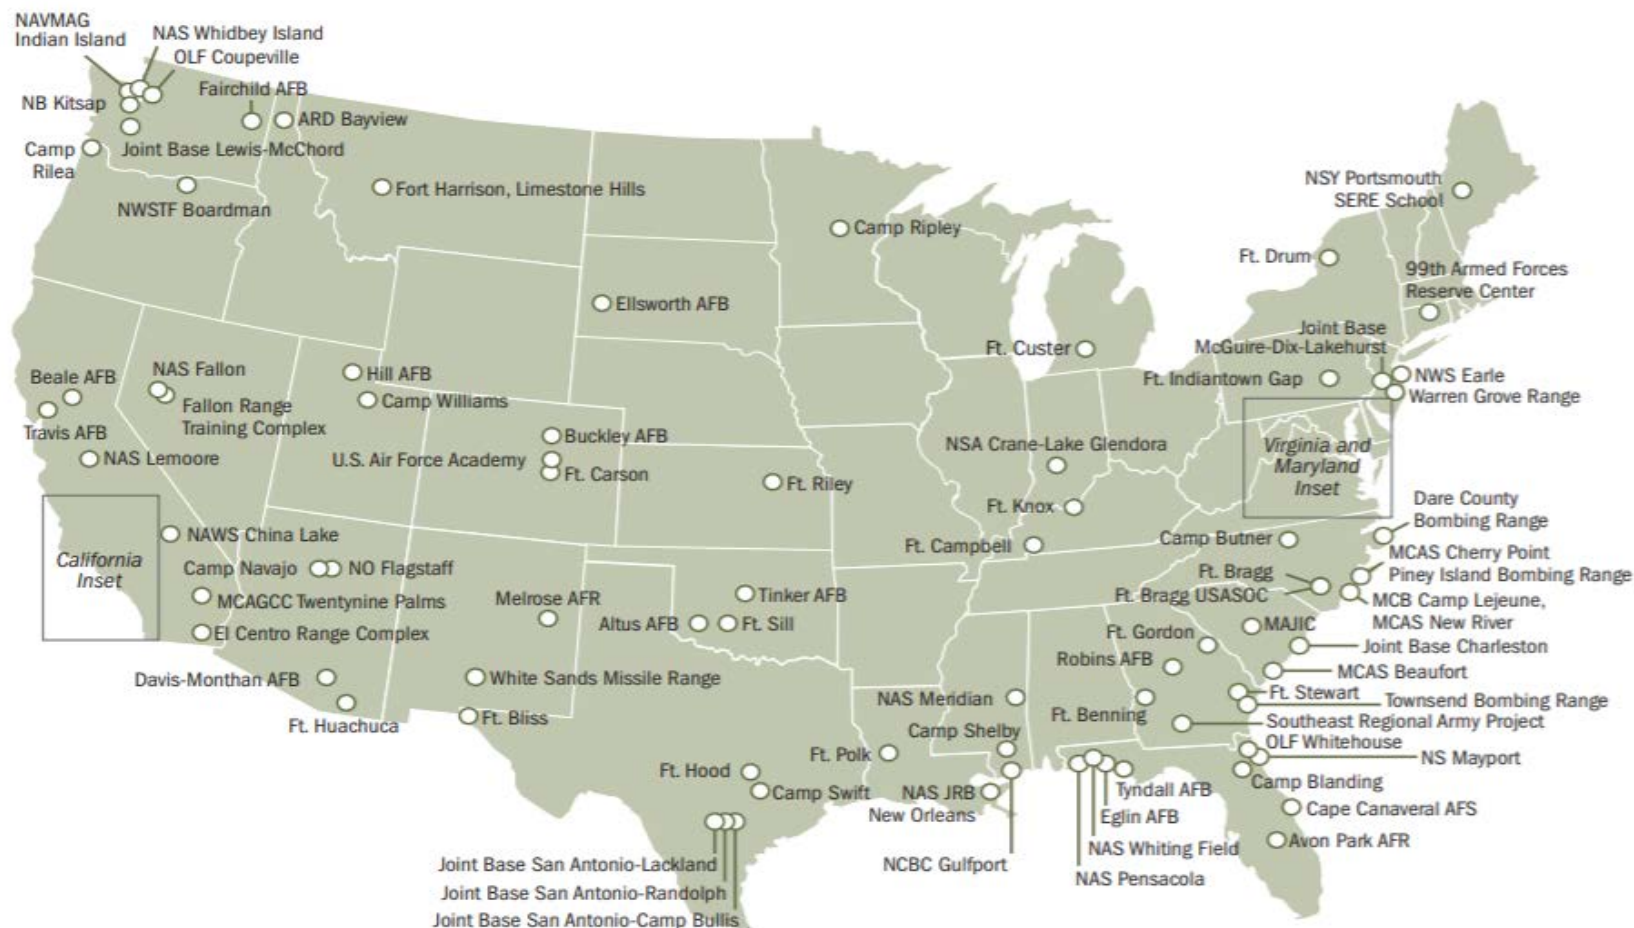 NAVMAG
Indian Island
NAS Whidbey Island
OLF Coupeville
Fairchild AFB
NB Kitsap
ARD Bayview
Camp
Rilea
Joint Base Lewis-McChord
Fort Harrison, Limestone Hills
NWSTF Boardman
Camp Ripley
NSY Portsmouth
SERE School
Ft. Drum
99th Armed Forces
Reserve Center
Ellsworth AFB
Joint Base
McGuire-Dix-Lakehurst
Ft. Custer
Beale AFB
NAS Fallon
Hill AFB
Ft. Indiantown Gap
NWS Earle
Warren Grove Range
Fallon Range
Training Complex
Camp Williams
Travis AFB
Buckley AFB
NSA Crane-Lake Glendora
Virginia and
Maryland
Inset
NAS Lemoore
U.S. Air Force Academy
Ft. Carson
Ft. Riley
Dare County
Bombing Range
Ft. Knox
NAWS China Lake
Camp Butner
Ft. Campbell
California
Inset
MCAS Cherry Point
Piney Island Bombing Range
Camp Navajo
NO Flagstaff
Ft. Bragg
Ft. Bragg USASOC
MCAGCC Twentynine Palms
Melrose AFR
Tinker AFB
MCB Camp Lejeune,
MCAS New River
Altus AFB
Ft. Sill
MAJIC
El Centro Range Complex
Ft. Gordon
Joint Base Charleston
Robins AFB
MCAS Beaufort
Davis-Monthan AFB
White Sands Missile Range
NAS Meridian
Ft. Stewart
Townsend Bombing Range
Ft. Huachuca
Ft. Bliss
Ft. Benning
Southeast Regional Army Project
Camp Shelby
OLF Whitehouse
NS Mayport
Ft. Polk
Ft. Hood
Camp Blanding
Camp Swift
NAS JRB
New Orleans
Tyndall AFB
Cape Canaveral AFS
Eglin AFB
Avon Park AFR
NAS Whiting Field
NCBC Gulfport
NAS Pensacola
Joint Base San Antonio-Lackland
Joint Base San Antonio-Randolph
Joint Base San Antonio-Camp Bullis